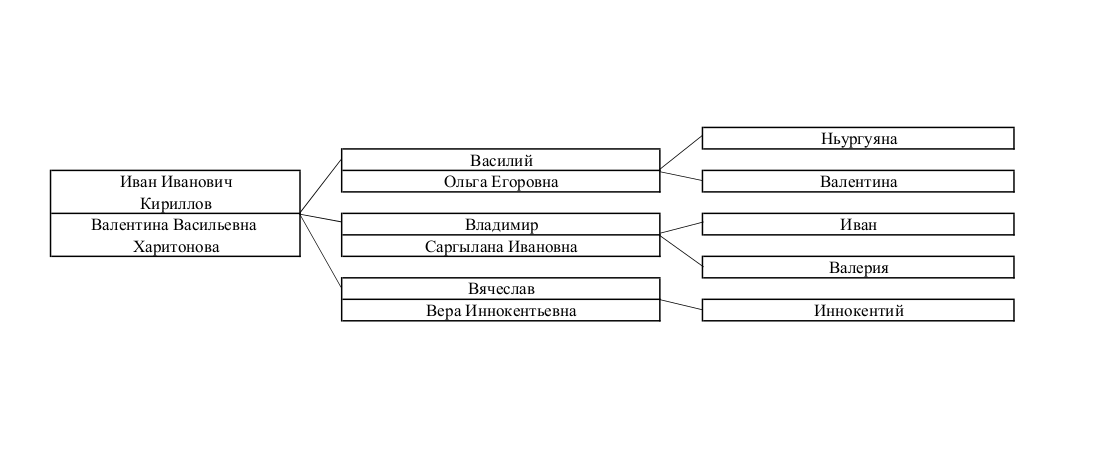 Иван Иванович
Кириллов
Валентина Васильевна
Харитонова
Василий
Ольга Егоровна
Владимир
Саргылана Ивановна
Вячеслав
Вера Иннокентьевна
Ньургуяна
Валентина
Иван
Валерия
Иннокентий